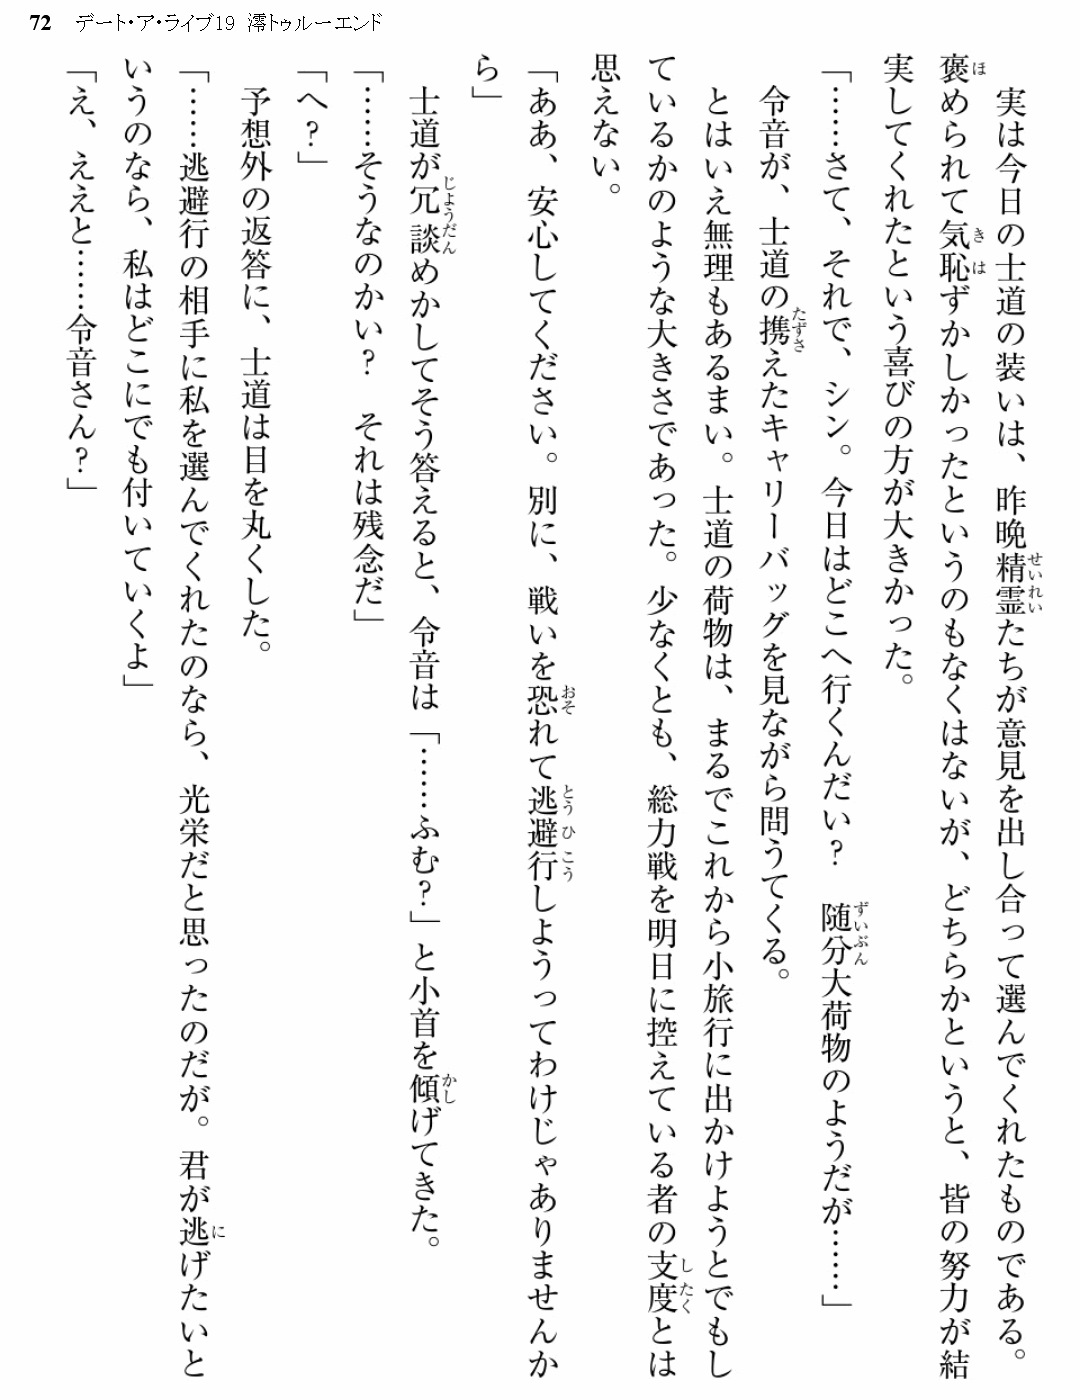 72 デート・ア・ライブ19 澪トゥルーエンド
　実は今日の士道の装いは、昨晩精霊たちが意見を出し合って選んでくれたものである。
褒められて気恥ずかしかったというのもなくはないが、どちらかというと、皆の努力が結
実してくれたという喜びの方が大きかった。
「……さて、それで、シン。今日はどこへ行くんだい？　随分大荷物のようだが……」
　令音が、士道の携えたキャリーバッグを見ながら問うてくる。
　とはいえ無理もあるまい。士道の荷物は、まるでこれから小旅行に出かけようとでもし
ているかのような大きさであった。少なくとも、総力戦を明日に控えている者の支度とは
思えない。
「ああ、安心してください。別に、戦いを恐れて逃避行しようってわけじゃありませんか
ら」
　士道が冗談めかしてそう答えると、令音は「……ふむ？」と小首を傾げてきた。
「……そうなのかい？　それは残念だ」
「へ？」
　予想外の返答に、士道は目を丸くした。
「……逃避行の相手に私を選んでくれたのなら、光栄だと思ったのだが。君が逃げたいと
いうのなら、私はどこにでも付いていくよ」
「え、ええと……令音さん？」